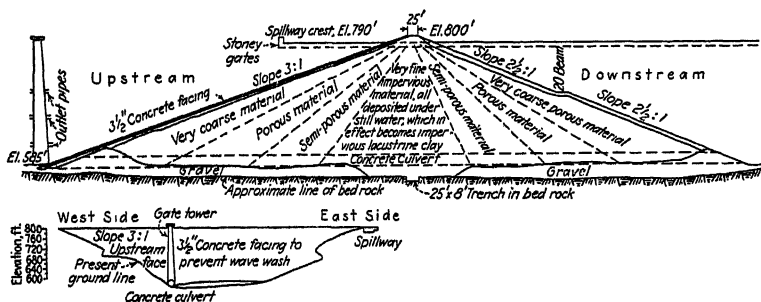 25'
Spillway crest, El. 790'
El. 800'
Stoney
gates
Upstream
Slope 3:1
3½" Concrete facing
Outlet pipes
Very coarse material
Porous material
Semi-porous material
Very fine
impervious
material, all
deposited under
still water, which in
effect becomes imper
vious lacustrine clay
Semi-porous material
Porous material
Very coarse porous material
Slope 2½:1
20' Beam
Downstream
Slope 2½:1
El. 585'
Concrete Culvert
Gravel
Gravel
Approximate line of bed rock
25' x 8' Trench in bed rock
West Side
Gate tower
East Side
Elevation, ft.
800
760
720
680
640
600
Slope 3:1
Upstream
face
Present
ground line
3½" Concrete facing to
prevent wave wash
Spillway
Concrete culvert